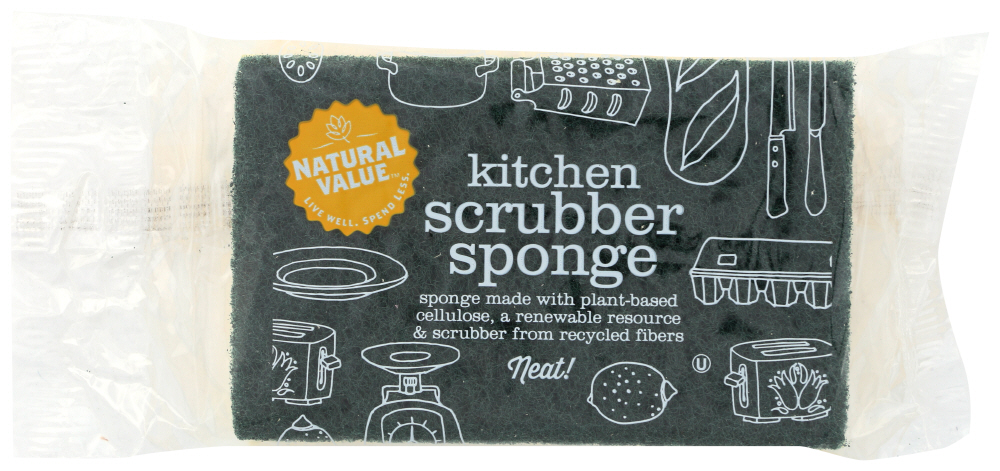 NATURAL
VALUE™
LIVE WELL. SPEND LESS.
kitchen
scrubber
sponge
sponge made with plant-based
cellulose, a renewable resource
& scrubber from recycled fibers
Neat!
U